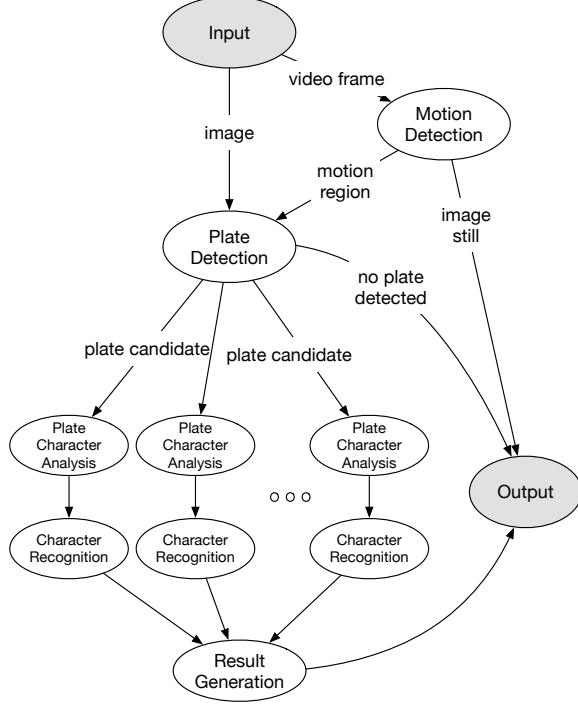 Input
video frame
Motion
Detection
image
motion
region
image
still
Plate
Detection
no plate
detected
plate candidate
plate candidate
Plate
Character
Analysis
Plate
Character
Analysis
Plate
Character
Analysis
Output
Character
Recognition
Character
Recognition
Character
Recognition
Result
Generation